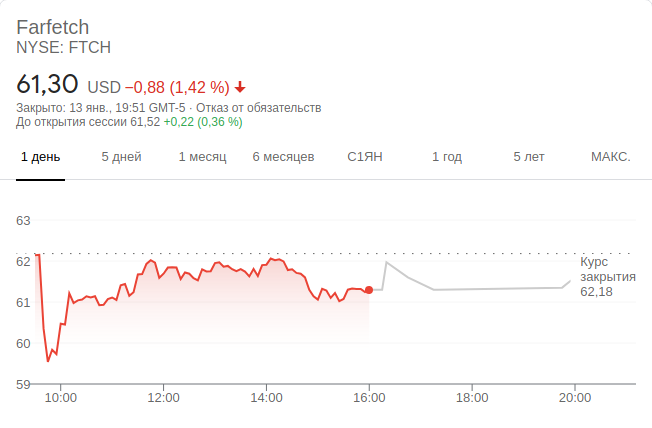 Farfetch
NYSE: FTCH
61,30 USD −0,88 (1,42 %)
Закрыто: 13 янв., 19:51 GMT-5 · Отказ от обязательств
До открытия сессии 61,52 +0,22 (0,36 %)
1 день 5 дней 1 месяц 6 месяцев С1ЯН 1 год 5 лет МАКС.
63
62
61
60
59
Курс
закрытия
62,18
10:00 12:00 14:00 16:00 18:00 20:00